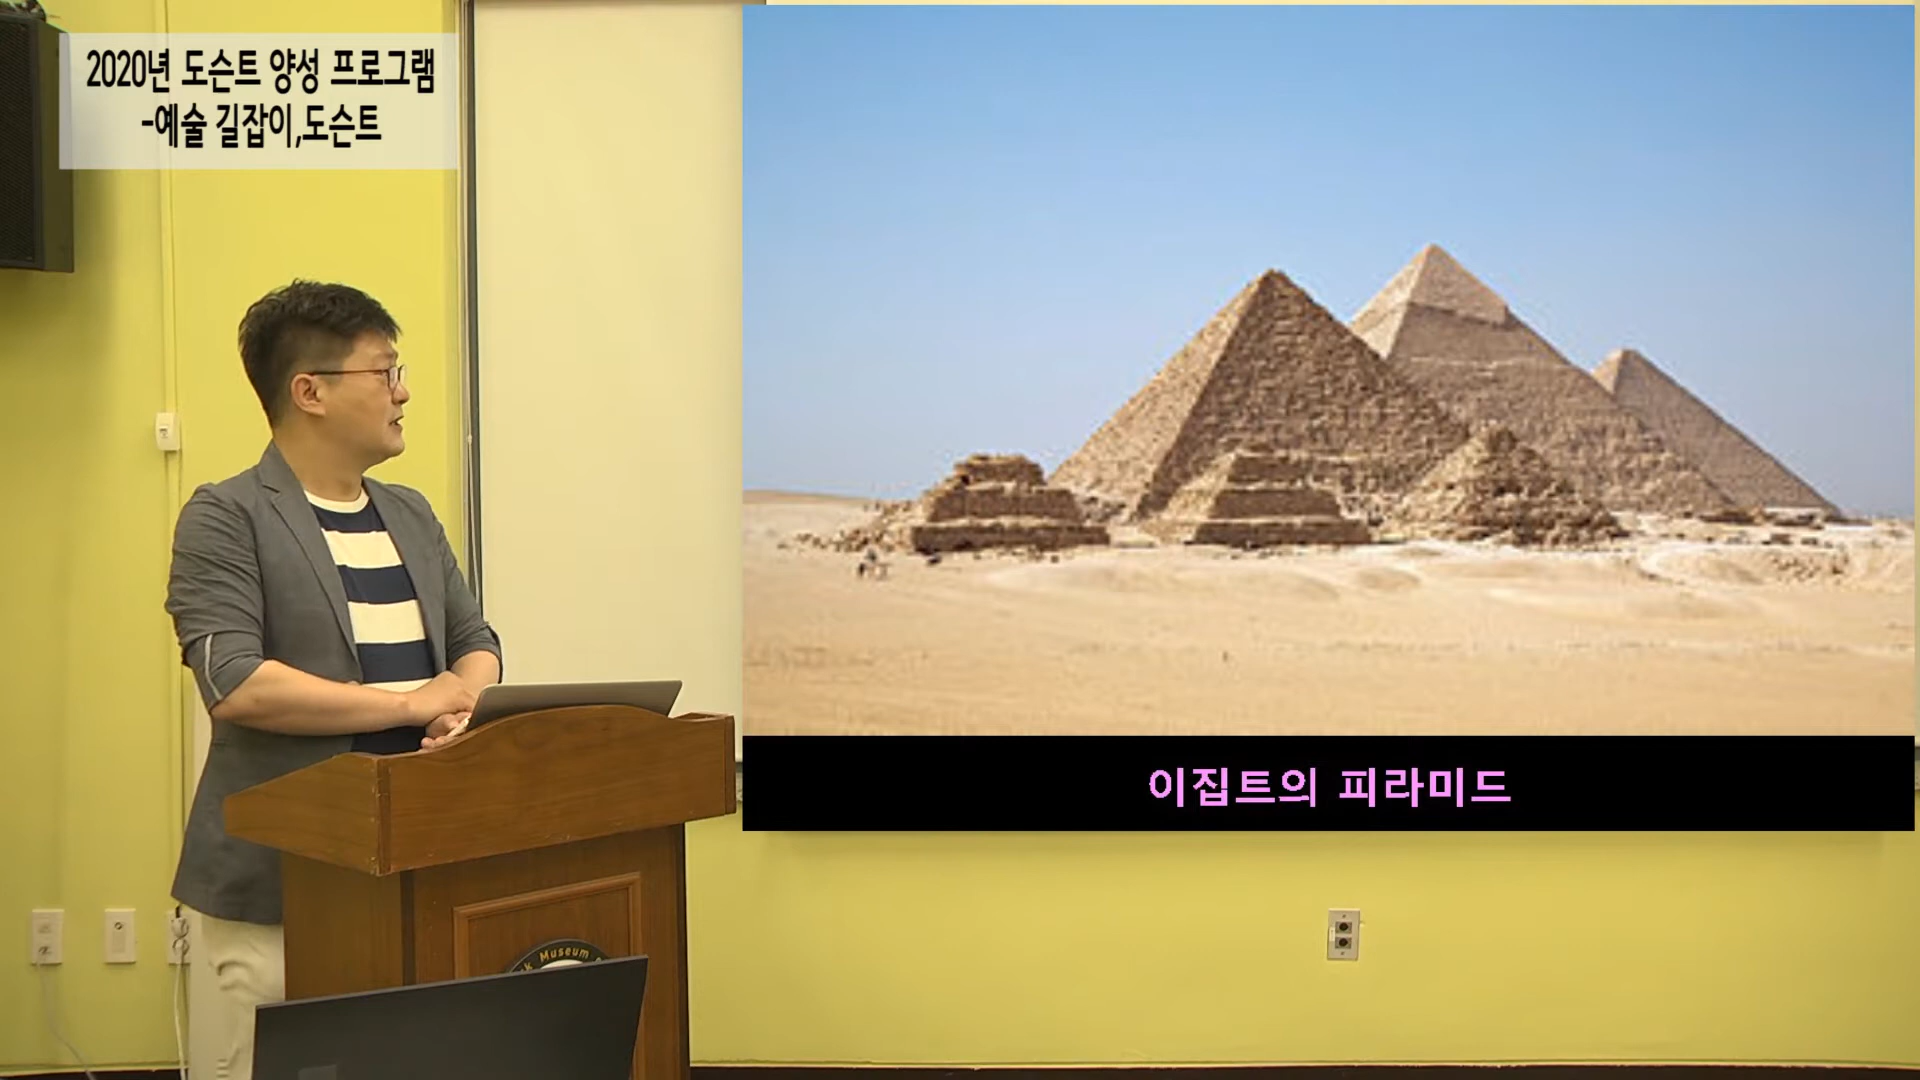 2020년 도슨트 양성 프로그램
-예술 길잡이,도슨트
이집트의 피라미드
Museum